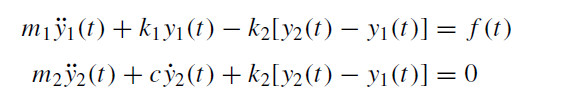 m₁ÿ₁(t) + k₁y₁(t) − k₂[y₂(t) − y₁(t)] = f(t)
m₂ÿ₂(t) + cẏ₂(t) + k₂[y₂(t) − y₁(t)] = 0